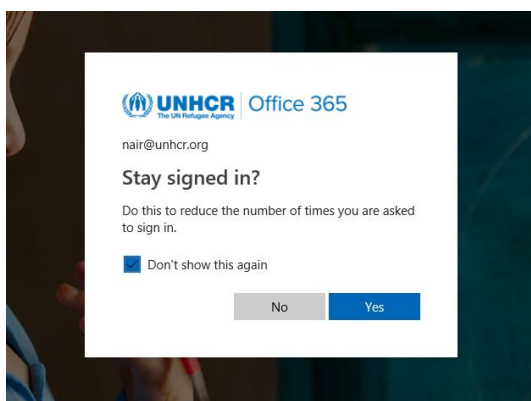 UNHCR Office 365
The UN Refugee Agency
nair@unhcr.org
Stay signed in?
Do this to reduce the number of times you are asked
to sign in.
Don't show this again
No Yes